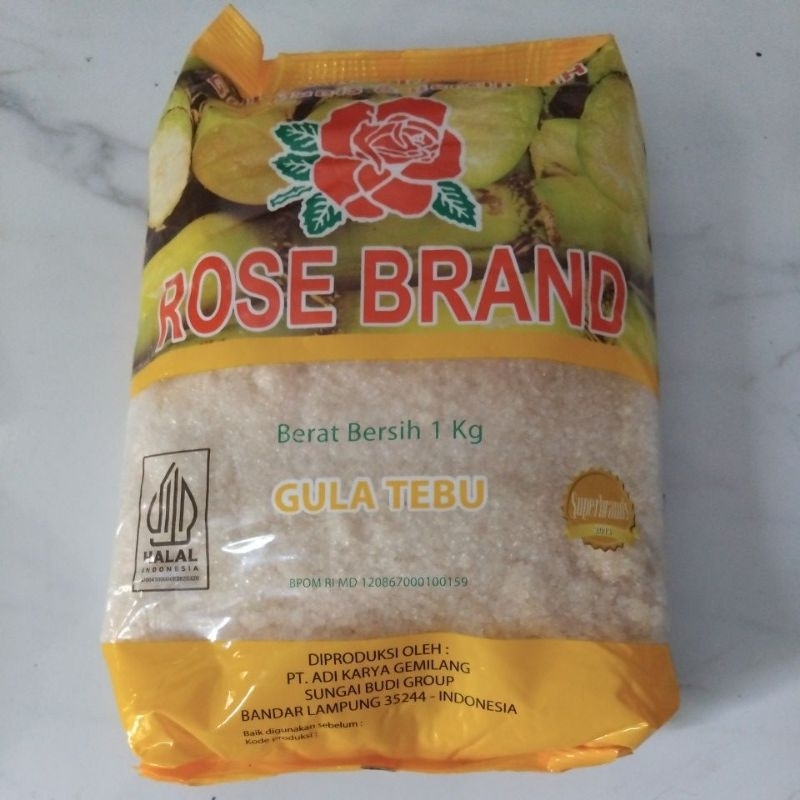 ROSE BRAND
Berat Bersih 1 Kg
GULA TEBU
Superbrands
HALAL
INDONESIA
BPOM RI MD 120867000100159
DIPRODUKSI OLEH :
PT. ADI KARYA GEMILANG
SUNGAI BUDI GROUP
BANDAR LAMPUNG 35244 - INDONESIA
Baik digunakan sebelum :
Kode Produksi :